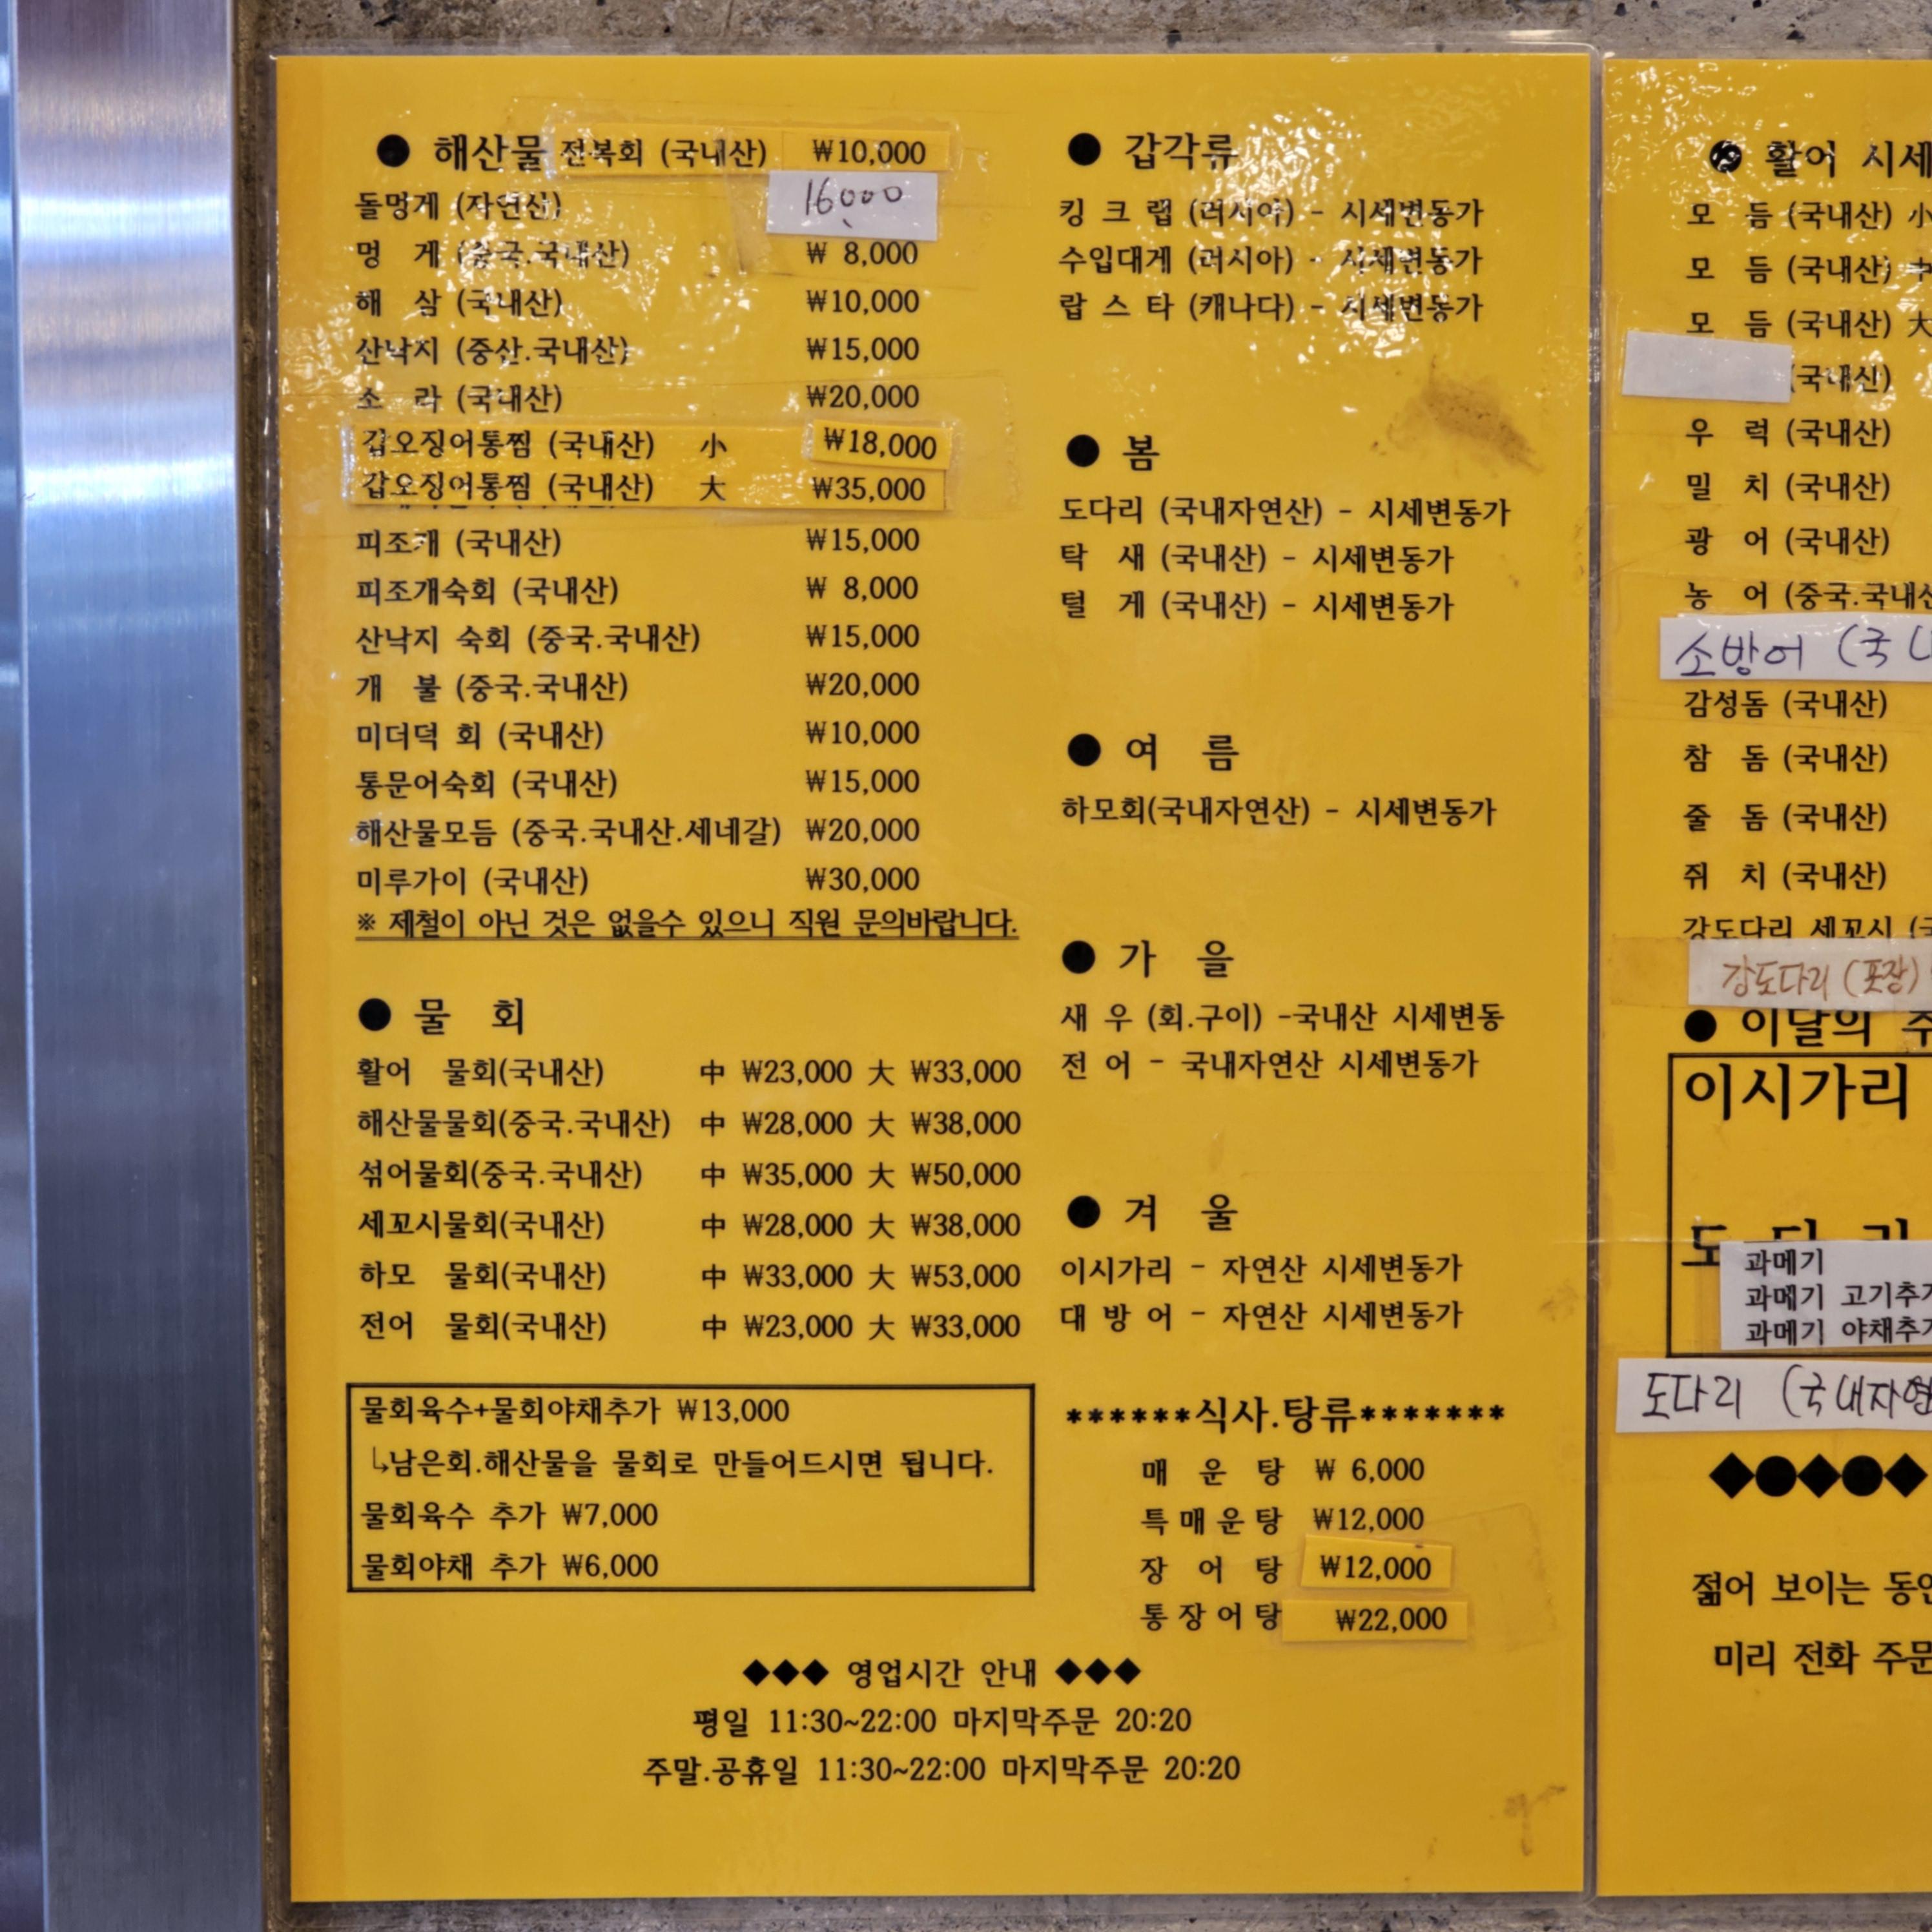 ● 해산물 전복회 (국내산) ₩10,000
돌멍게 (자연산) 16,000
멍 게 (중국.국내산) ₩ 8,000
해 삼 (국내산) ₩10,000
산낙지 (중산.국내산) ₩15,000
소 라 (국내산) ₩20,000
갑오징어통찜 (국내산) 小 ₩18,000
갑오징어통찜 (국내산) 大 ₩35,000
피조개 (국내산) ₩15,000
피조개숙회 (국내산) ₩ 8,000
산낙지 숙회 (중국.국내산) ₩15,000
개 불 (중국.국내산) ₩20,000
미더덕 회 (국내산) ₩10,000
통문어숙회 (국내산) ₩15,000
해산물모듬 (중국.국내산.세네갈) ₩20,000
미루가이 (국내산) ₩30,000
※ 제철이 아닌 것은 없을수 있으니 직원 문의바랍니다.
● 물 회
활어 물회(국내산) 中 ₩23,000 大 ₩33,000
해산물물회(중국.국내산) 中 ₩28,000 大 ₩38,000
섞어물회(중국.국내산) 中 ₩35,000 大 ₩50,000
세꼬시물회(국내산) 中 ₩28,000 大 ₩38,000
하모 물회(국내산) 中 ₩33,000 大 ₩53,000
전어 물회(국내산) 中 ₩23,000 大 ₩33,000
물회육수+물회야채추가 ₩13,000
↳남은회.해산물을 물회로 만들어드시면 됩니다.
물회육수 추가 ₩7,000
물회야채 추가 ₩6,000
● 갑각류
킹 크 랩 (러시아) - 시세변동가
수입대게 (러시아) - 시세변동가
랍 스 타 (캐나다) - 시세변동가
● 봄
도다리 (국내자연산) - 시세변동가
탁 새 (국내산) - 시세변동가
털 게 (국내산) - 시세변동가
● 여 름
하모회(국내자연산) - 시세변동가
● 가 을
새 우 (회.구이) -국내산 시세변동
전 어 - 국내자연산 시세변동가
● 겨 울
이시가리 - 자연산 시세변동가
대 방 어 - 자연산 시세변동가
******식사.탕류*******
매 운 탕 ₩ 6,000
특매운탕 ₩12,000
장 어 탕 ₩12,000
통장어탕 ₩22,000
◆◆◆ 영업시간 안내 ◆◆◆
평일 11:30~22:00 마지막주문 20:20
주말.공휴일 11:30~22:00 마지막주문 20:20
● 활어 시세
모 듬 (국내산) 小
모 듬 (국내산) 中
모 듬 (국내산) 大
(국내산)
우 럭 (국내산)
밀 치 (국내산)
광 어 (국내산)
농 어 (중국.국내산
소방어 (국
감성돔 (국내산)
참 돔 (국내산)
줄 돔 (국내산)
쥐 치 (국내산)
강도다리 세꼬시
강도다리 (포장)
● 이달의
이시가리
도 다 리
과메기
과메기 고기추가
과메기 야채추가
도다리 (국내자연
◆●◆●◆
젊어 보이는
미리 전화 주문